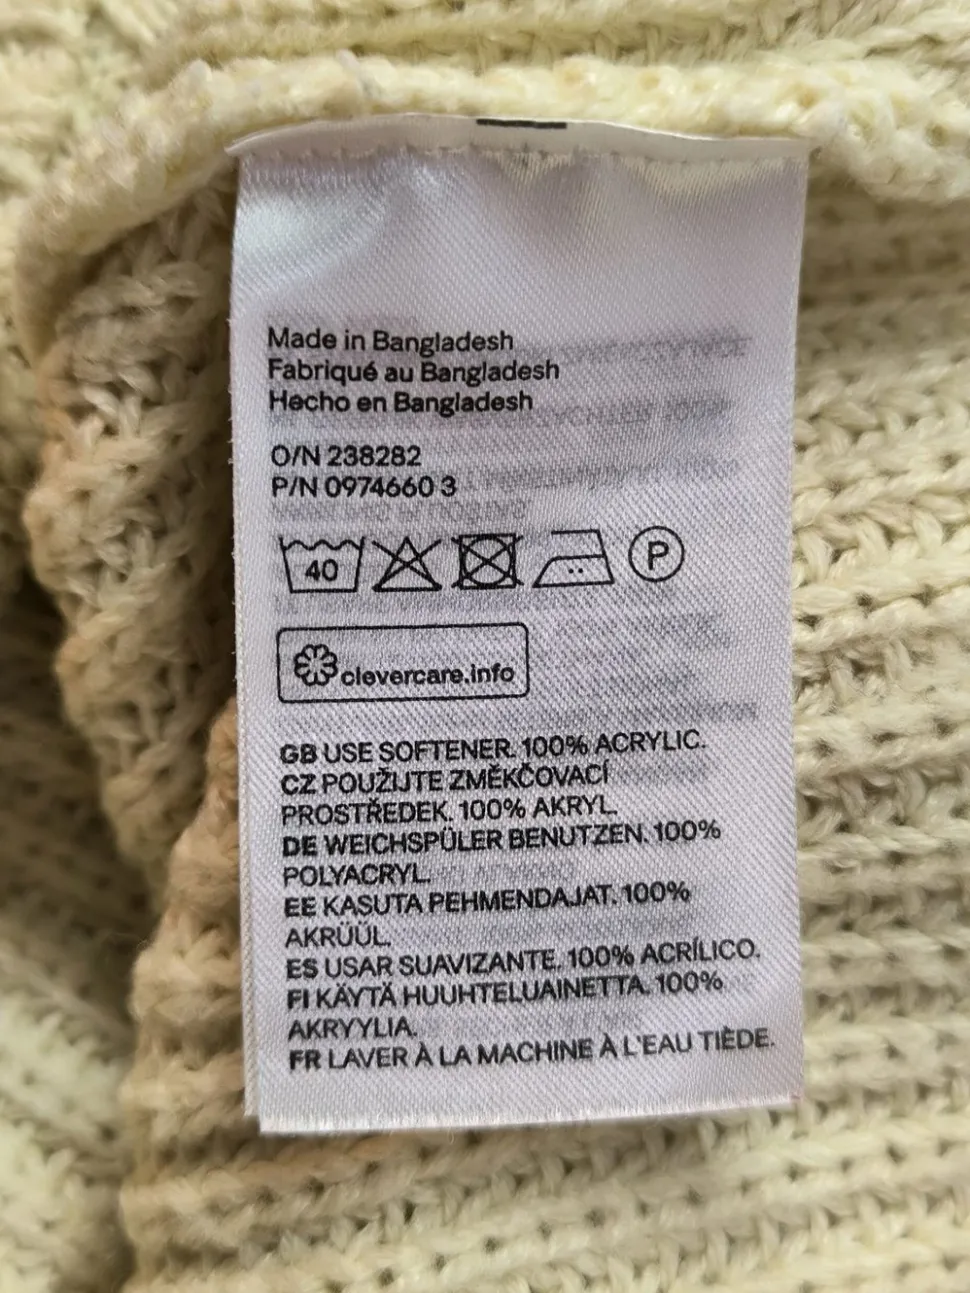 Made in Bangladesh
Fabriqué au Bangladesh
Hecho en Bangladesh
O/N 238282
P/N 0974660 3
40 P
clevercare.info
GB USE SOFTENER. 100% ACRYLIC.
CZ POUŽIJTE ZMĚKČOVACÍ
PROSTŘEDEK. 100% AKRYL.
DE WEICHSPÜLER BENUTZEN. 100%
POLYACRYL.
EE KASUTA PEHMENDAJAT. 100%
AKRÜÜL.
ES USAR SUAVIZANTE. 100% ACRÍLICO.
FI KÄYTÄ HUUHTELUAINETTA. 100%
AKRYYLIA.
FR LAVER À LA MACHINE À L'EAU TIÈDE.